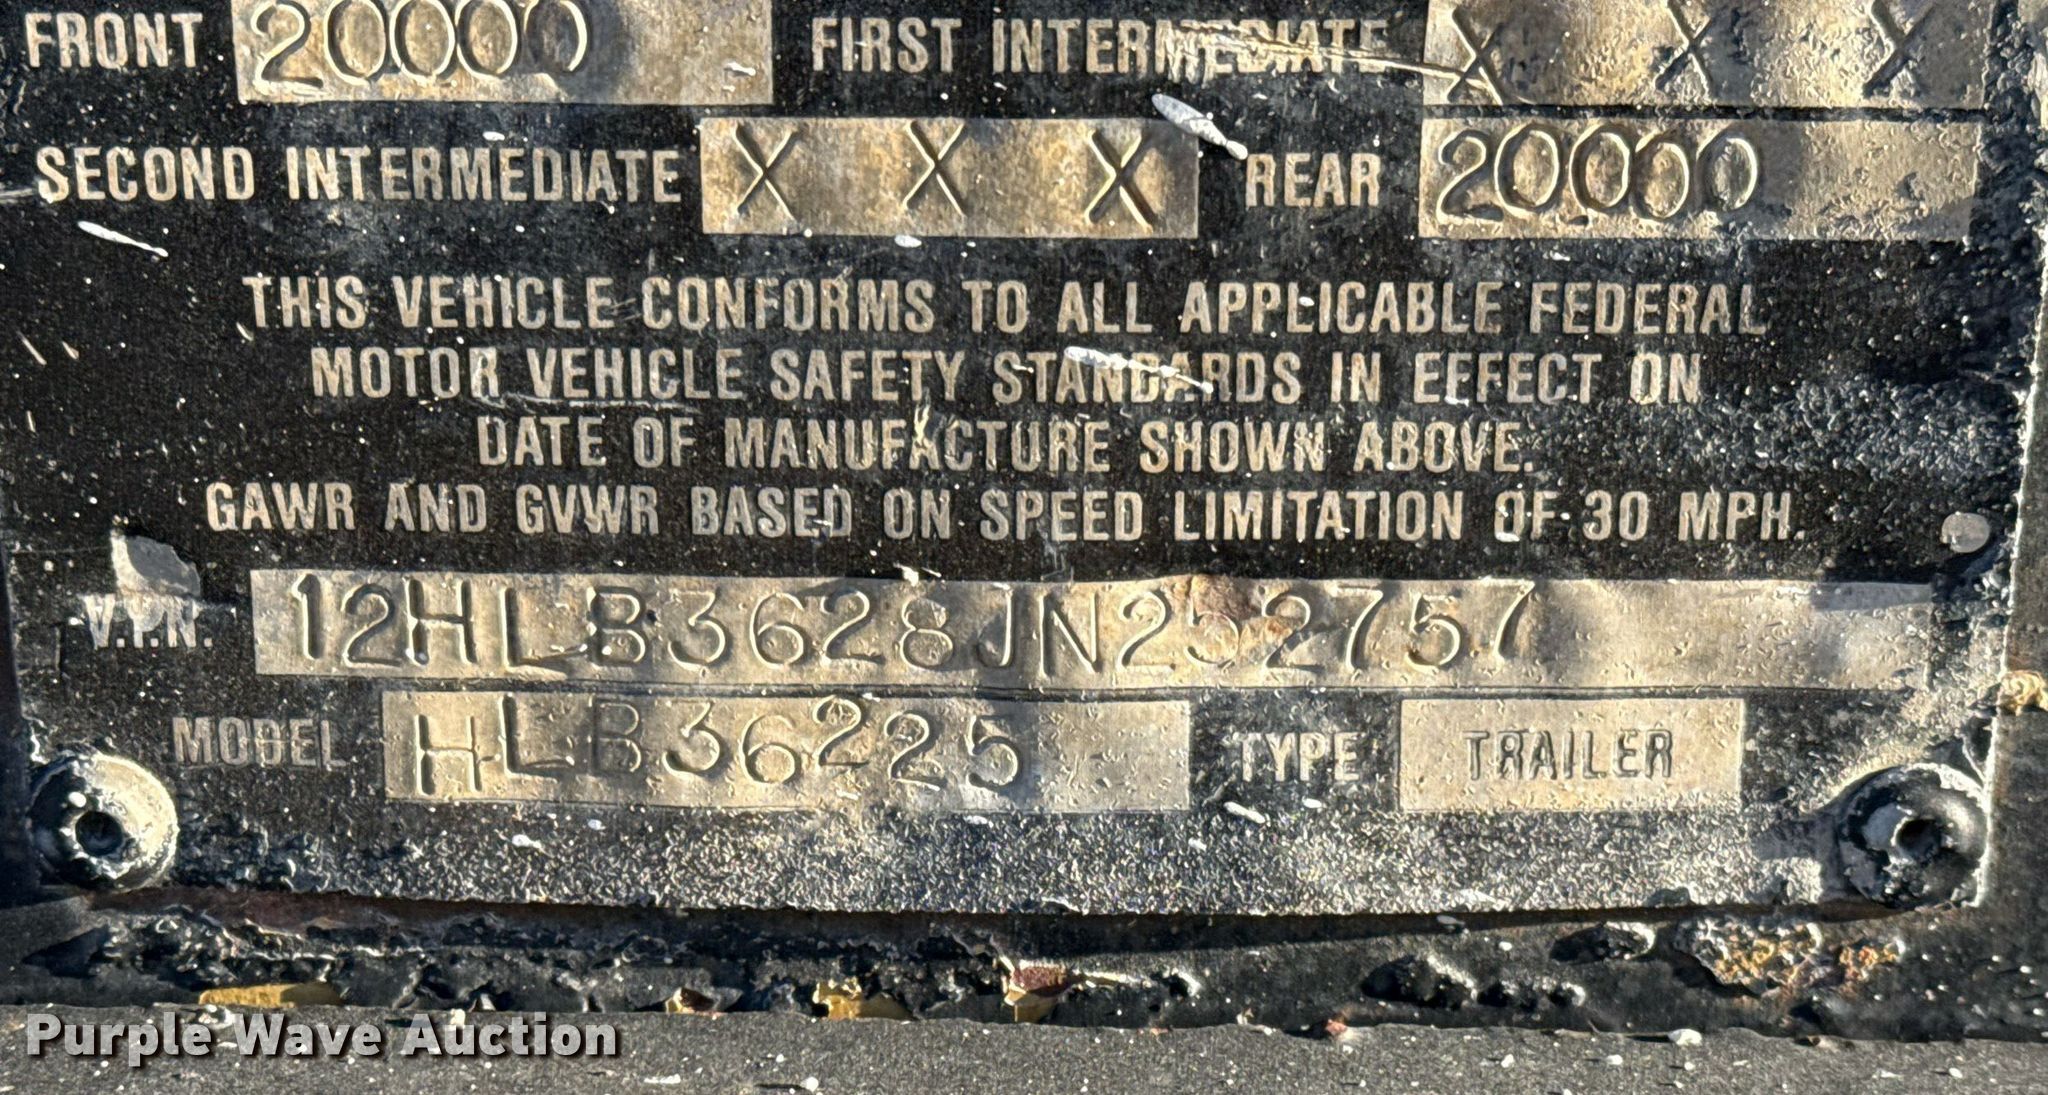 FRONT 20000 FIRST INTERMEDIATE X X X
SECOND INTERMEDIATE X X X REAR 20000
THIS VEHICLE CONFORMS TO ALL APPLICABLE FEDERAL
MOTOR VEHICLE SAFETY STANDARDS IN EFFECT ON
DATE OF MANUFACTURE SHOWN ABOVE.
GAWR AND GVWR BASED ON SPEED LIMITATION OF 30 MPH.
V.I.N. 12HLB3628JN252757
MODEL HLB36225 TYPE TRAILER
Purple Wave Auction